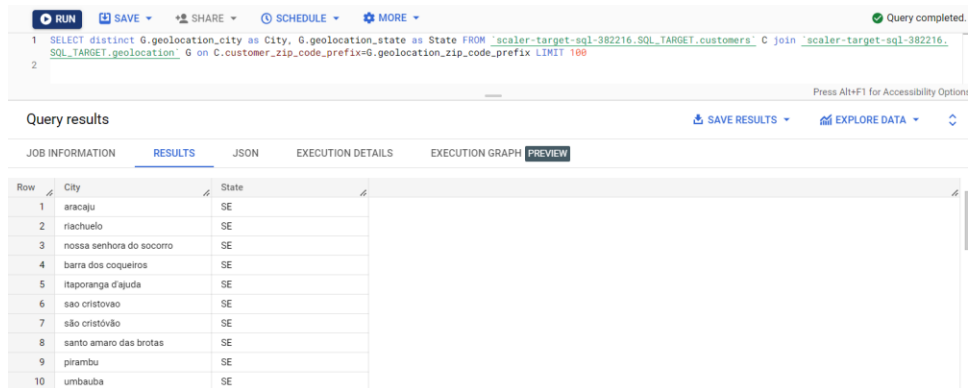 RUN SAVE SHARE SCHEDULE MORE Query completed.
1 SELECT distinct G.geolocation_city as City, G.geolocation_state as State FROM `scaler-target-sql-382216.SQL_TARGET.customers` C join `scaler-target-sql-382216.
SQL_TARGET.geolocation` G on C.customer_zip_code_prefix=G.geolocation_zip_code_prefix LIMIT 100
2
Press Alt+F1 for Accessibility Options
Query results SAVE RESULTS EXPLORE DATA
JOB INFORMATION RESULTS JSON EXECUTION DETAILS EXECUTION GRAPH PREVIEW
Row City State
1 aracaju SE
2 riachuelo SE
3 nossa senhora do socorro SE
4 barra dos coqueiros SE
5 itaporanga d'ajuda SE
6 sao cristovao SE
7 são cristóvão SE
8 santo amaro das brotas SE
9 pirambu SE
10 umbauba SE